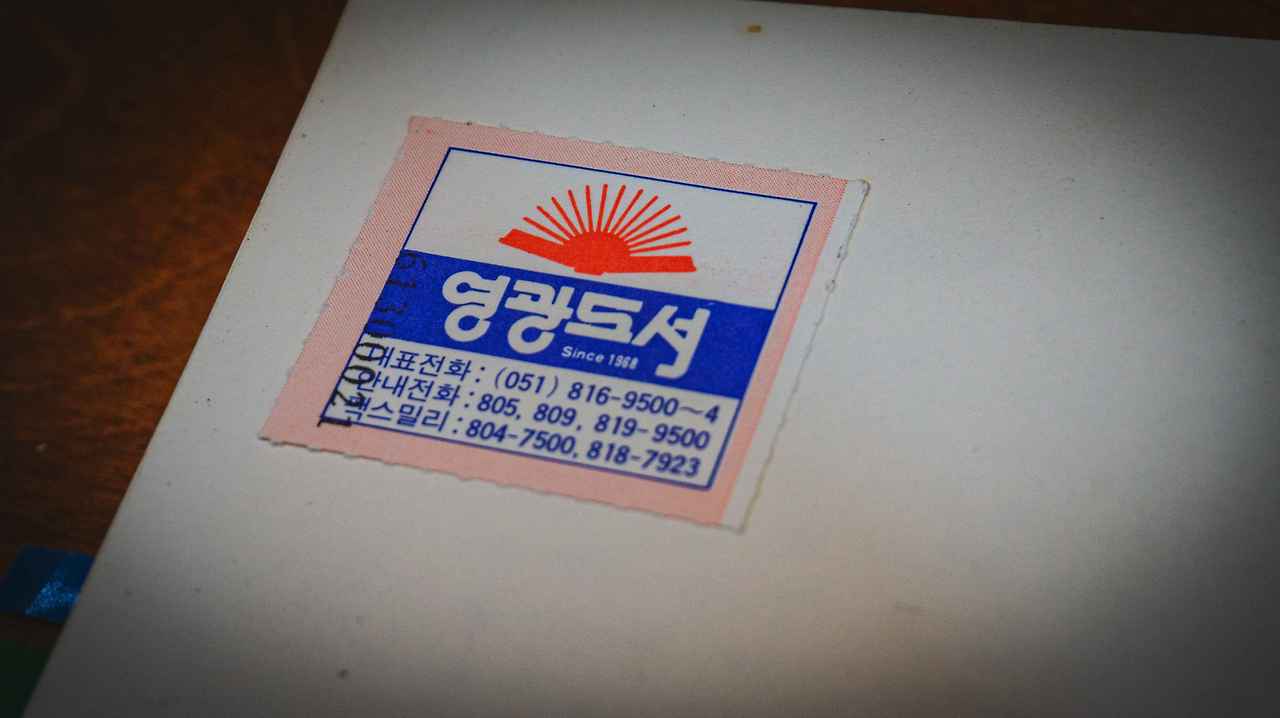 영광도서
Since 1968
대표전화 : (051) 816-9500~4
안내전화 : 805, 809, 819-9500
팩스밀리 : 804-7500, 818-7923